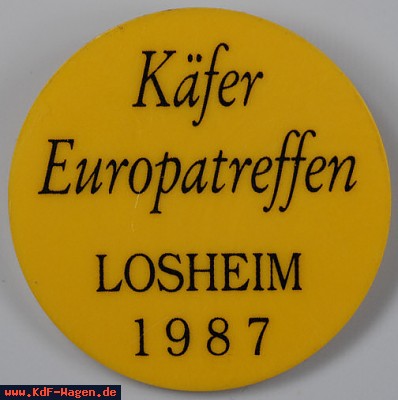 Käfer
Europatreffen
LOSHEIM
1987
www.KdF-Wagen.de